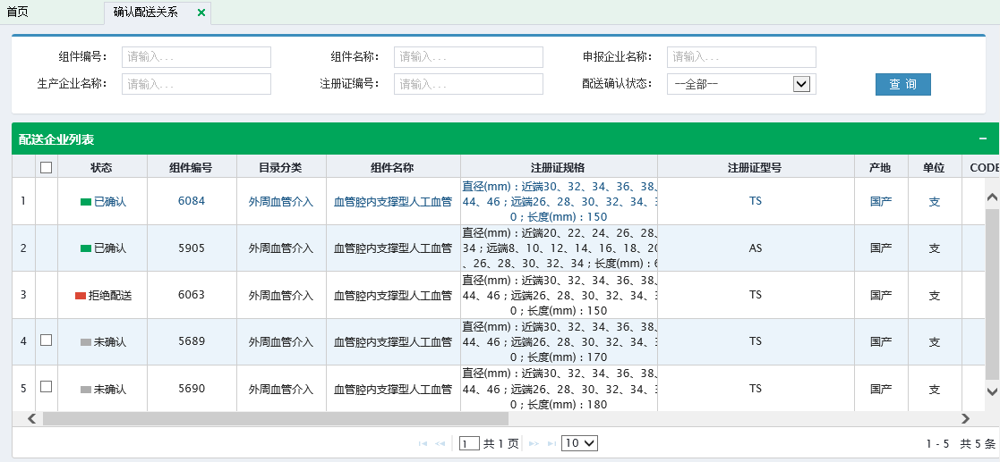 首页 确认配送关系 ×
组件编号： 请输入... 组件名称： 请输入... 申报企业名称： 请输入...
生产企业名称： 请输入... 注册证编号： 请输入... 配送确认状态： --全部-- 查 询
配送企业列表
状态 组件编号 目录分类 组件名称 注册证规格 注册证型号 产地 单位 CODE
1 已确认 6084 外周血管介入 血管腔内支撑型人工血管 TS 国产 支
直径(mm)：近端30、32、34、36、38、
44、46；远端26、28、30、32、34、3
0；长度(mm)：150
2 已确认 5905 外周血管介入 血管腔内支撑型人工血管 AS 国产 支
直径(mm)：近端20、22、24、26、28、
34；远端8、10、12、14、16、18、20
、26、28、30、32、34；长度(mm)：6
3 拒绝配送 6063 外周血管介入 血管腔内支撑型人工血管 TS 国产 支
直径(mm)：近端30、32、34、36、38、
44、46；远端26、28、30、32、34、3
0；长度(mm)：150
4 未确认 5689 外周血管介入 血管腔内支撑型人工血管 TS 国产 支
直径(mm)：近端30、32、34、36、38、
44、46；远端26、28、30、32、34、3
0；长度(mm)：170
5 未确认 5690 外周血管介入 血管腔内支撑型人工血管 TS 国产 支
直径(mm)：近端30、32、34、36、38、
44、46；远端26、28、30、32、34、3
0；长度(mm)：180
1 共 1 页 10 1 - 5 共 5 条